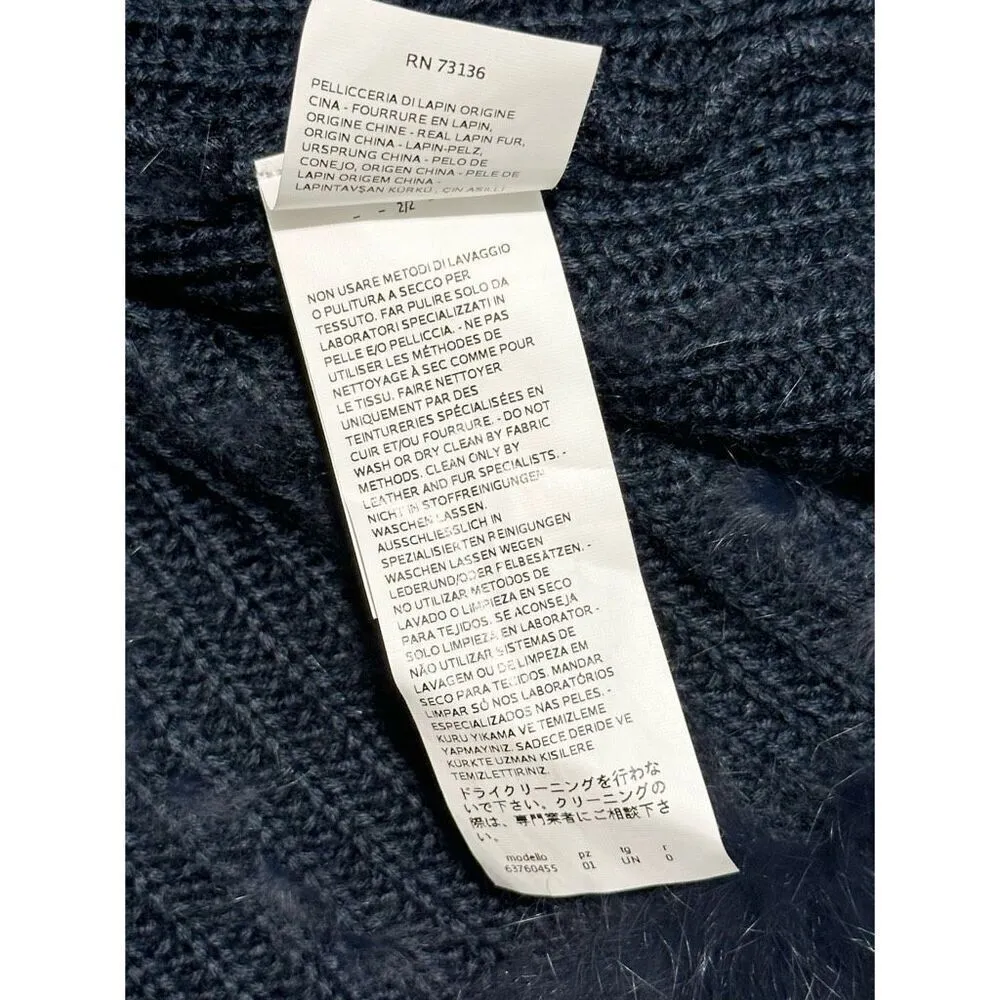 RN 73136
PELLICCERIA DI LAPIN ORIGINE
CINA - FOURRURE EN LAPIN,
ORIGINE CHINE - REAL LAPIN FUR,
ORIGIN CHINA - LAPIN-PELZ,
URSPRUNG CHINA - PELO DE
CONEJO, ORIGEN CHINA - PELE DE
LAPIN ORIGEM CHINA -
LAPINTAVŞAN KÜRKÜ, ÇİN ASILLI
- - 2/2
NON USARE METODI DI LAVAGGIO
O PULITURA A SECCO PER
TESSUTO. FAR PULIRE SOLO DA
LABORATORI SPECIALIZZATI IN
PELLE E/O PELLICCIA. - NE PAS
UTILISER LES MÉTHODES DE
NETTOYAGE À SEC COMME POUR
LE TISSU. FAIRE NETTOYER
UNIQUEMENT PAR DES
TEINTURERIES SPÉCIALISÉES EN
CUIR ET/OU FOURRURE. - DO NOT
WASH OR DRY CLEAN BY FABRIC
METHODS. CLEAN ONLY BY
LEATHER AND FUR SPECIALISTS. -
NICHT IN STOFFREINIGUNGEN
WASCHEN LASSEN.
AUSSCHLIESSLICH IN
SPEZIALISIERTEN REINIGUNGEN
WASCHEN LASSEN WEGEN
LEDERUND/ODER FELBESÄTZEN. -
NO UTILIZAR METODOS DE
LAVADO O LIMPIEZA EN SECO
PARA TEJIDOS. SE ACONSEJA
SOLO LIMPIEZA EN LABORATOR -
NÃO UTILIZAR SISTEMAS DE
LAVAGEM OU DE LIMPEZA EM
SECO PARA TECIDOS. MANDAR
LIMPAR SÓ NOS LABORATÓRIOS
ESPECIALIZADOS NAS PELES. -
KURU YIKAMA VE TEMIZLEME
YAPMAYINIZ. SADECE DERIDE VE
KÜRKTE UZMAN KISILERE
TEMIZLETTIRINIZ.
ドライクリーニングを行わな
いで下さい。クリーニングの
際は、専門業者にご相談下さ
い。
modello pz tg r
63760455 01 UN 0